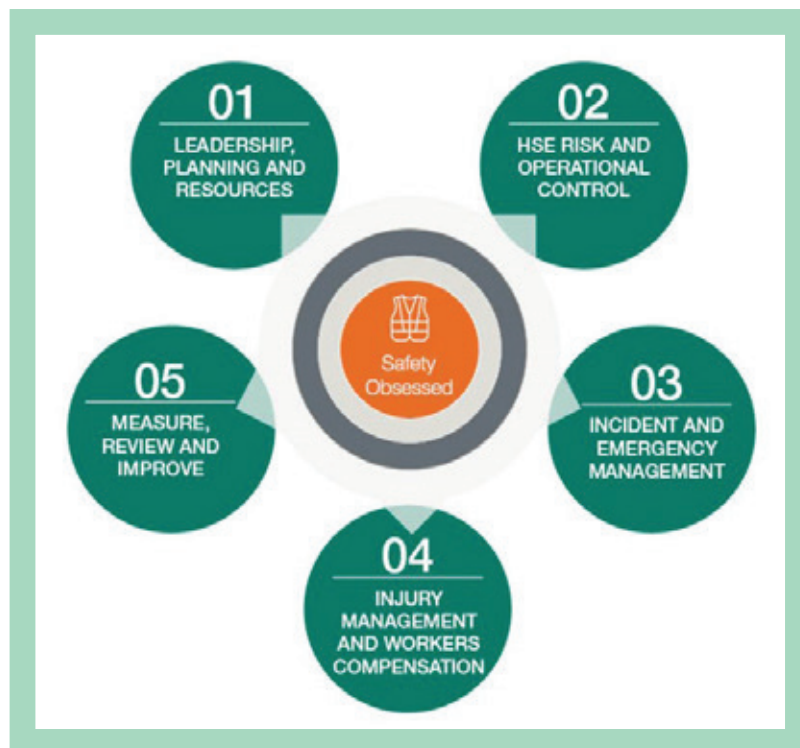 01
LEADERSHIP,
PLANNING AND
RESOURCES
02
HSE RISK AND
OPERATIONAL
CONTROL
Safety
Obsessed
03
INCIDENT AND
EMERGENCY
MANAGEMENT
04
INJURY
MANAGEMENT
AND WORKERS
COMPENSATION
05
MEASURE,
REVIEW AND
IMPROVE